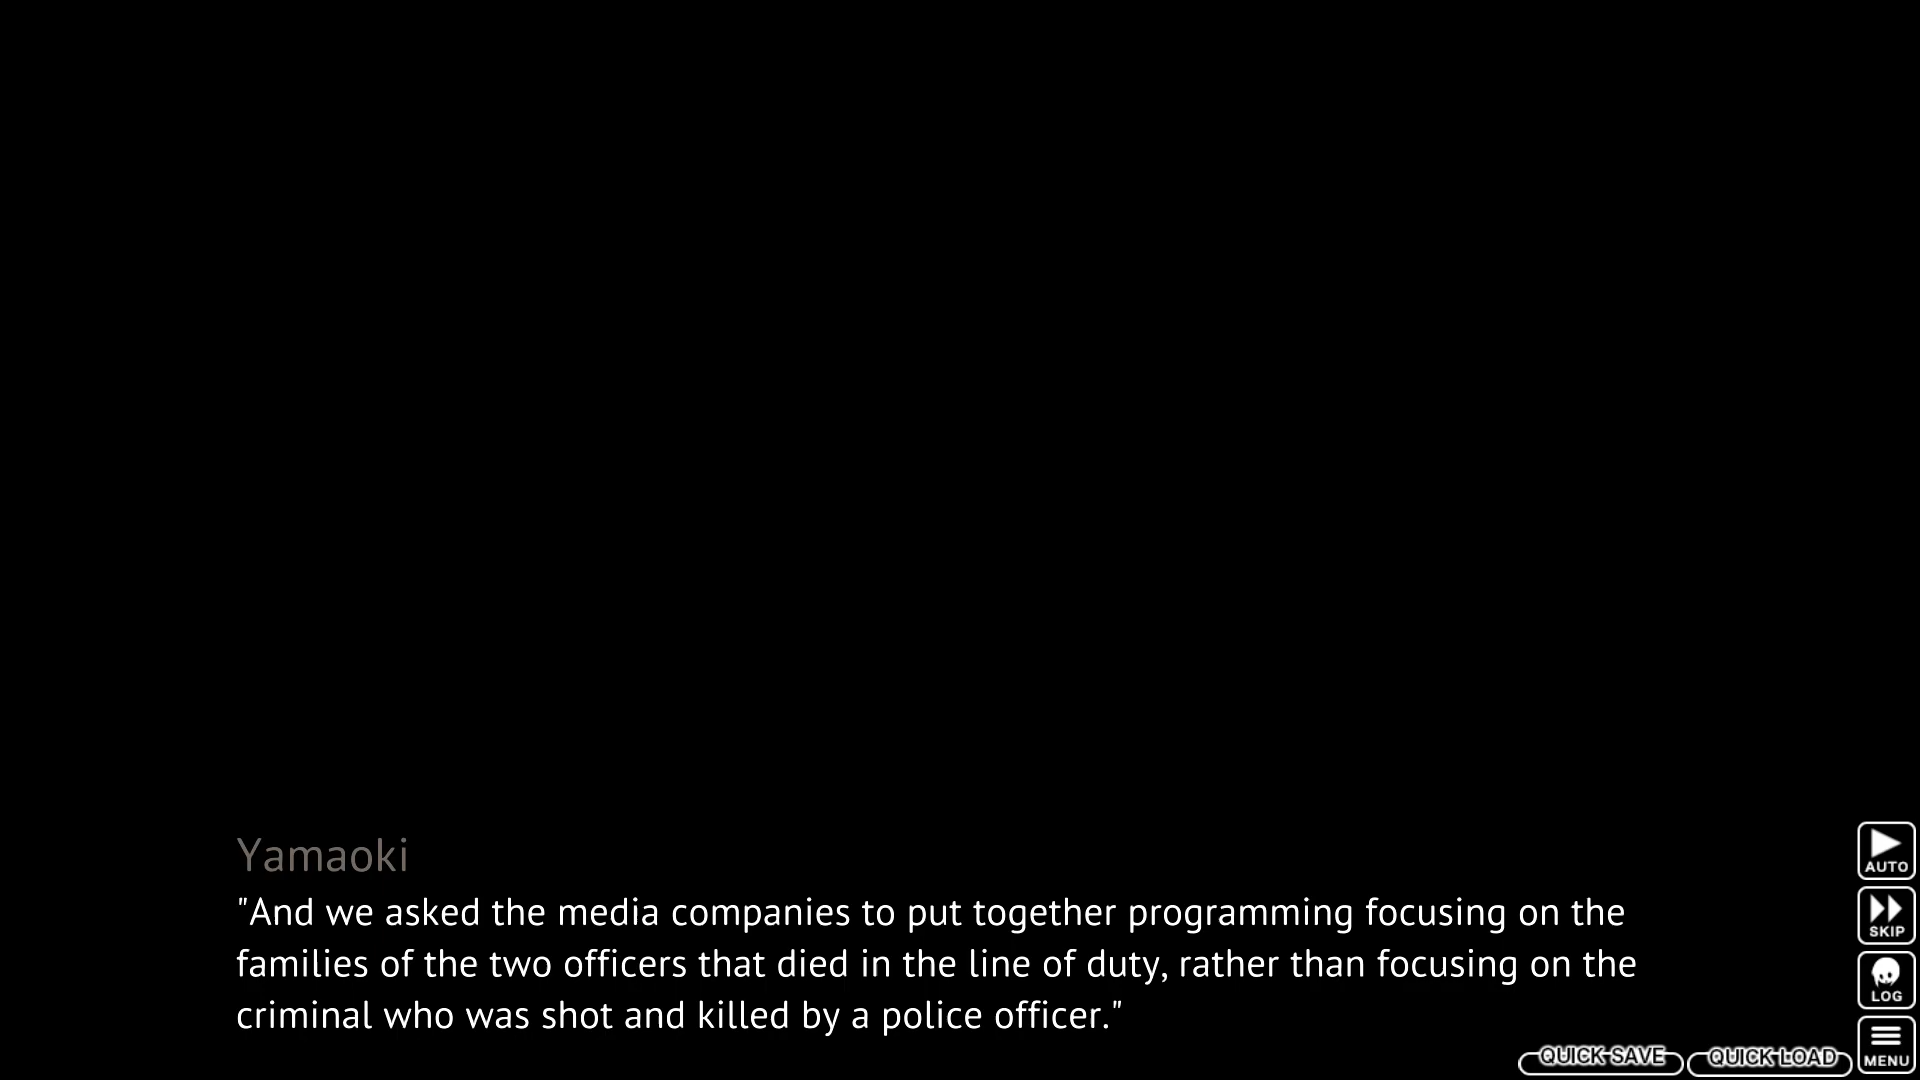 Yamaoki
"And we asked the media companies to put together programming focusing on the
families of the two officers that died in the line of duty, rather than focusing on the
criminal who was shot and killed by a police officer."
AUTO
SKIP
LOG
MENU
QUICK SAVE
QUICK LOAD